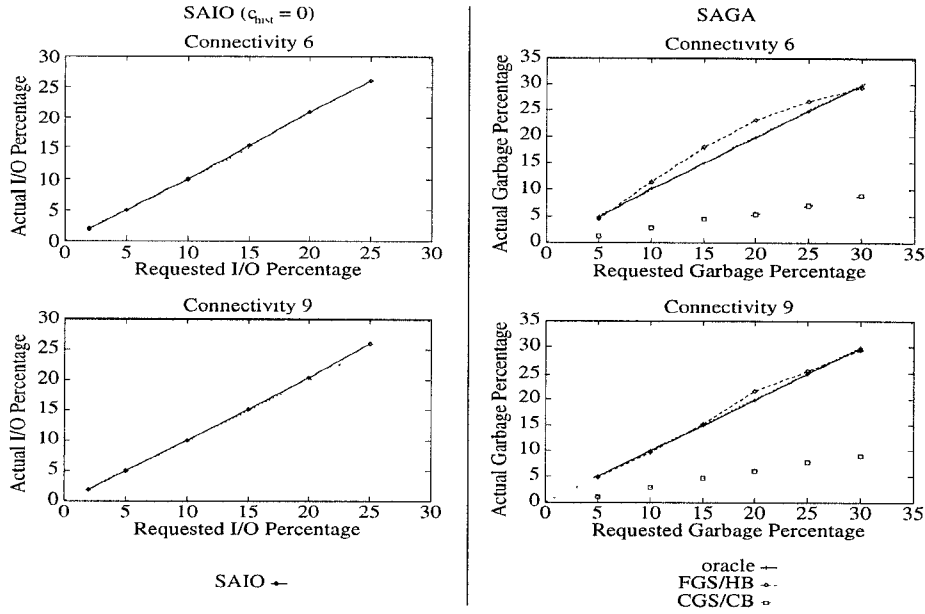 SAIO (c_hist = 0)
Connectivity 6
Actual I/O Percentage
30
25
20
15
10
5
0
0 5 10 15 20 25 30
Requested I/O Percentage
Connectivity 9
Actual I/O Percentage
30
25
20
15
10
5
0
0 5 10 15 20 25 30
Requested I/O Percentage
SAIO
SAGA
Connectivity 6
Actual Garbage Percentage
35
30
25
20
15
10
5
0
0 5 10 15 20 25 30 35
Requested Garbage Percentage
Connectivity 9
Actual Garbage Percentage
35
30
25
20
15
10
5
0
0 5 10 15 20 25 30 35
Requested Garbage Percentage
oracle
FGS/HB
CGS/CB